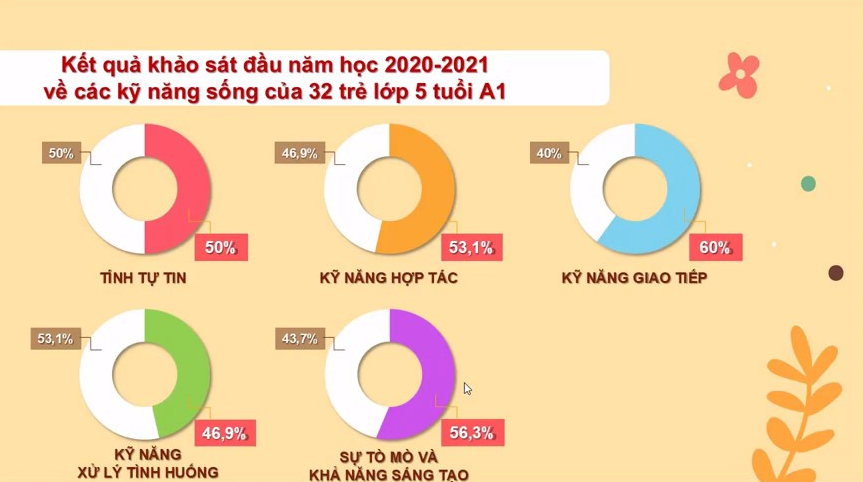 Kết quả khảo sát đầu năm học 2020-2021
về các kỹ năng sống của 32 trẻ lớp 5 tuổi A1
50%
50%
TÍNH TỰ TIN
46,9%
53,1%
KỸ NĂNG HỢP TÁC
40%
60%
KỸ NĂNG GIAO TIẾP
53,1%
46,9%
KỸ NĂNG
XỬ LÝ TÌNH HUỐNG
43,7%
56,3%
SỰ TÒ MÒ VÀ
KHẢ NĂNG SÁNG TẠO